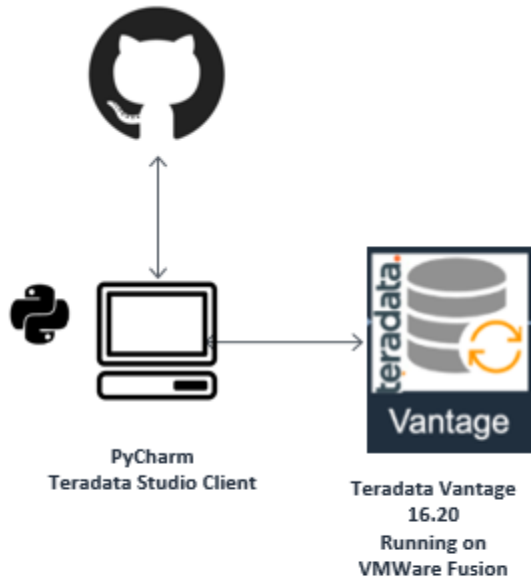 teradata.
Vantage
PyCharm
Teradata Studio Client
Teradata Vantage
16.20
Running on
VMWare Fusion